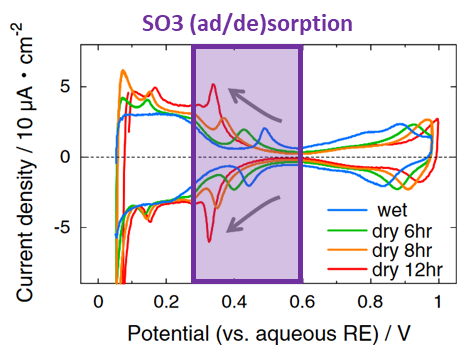 SO3 (ad/de)sorption
Current density / 10 µA · cm⁻²
5
0
-5
wet
dry 6hr
dry 8hr
dry 12hr
0
0.2
0.4
0.6
0.8
1
Potential (vs. aqueous RE) / V